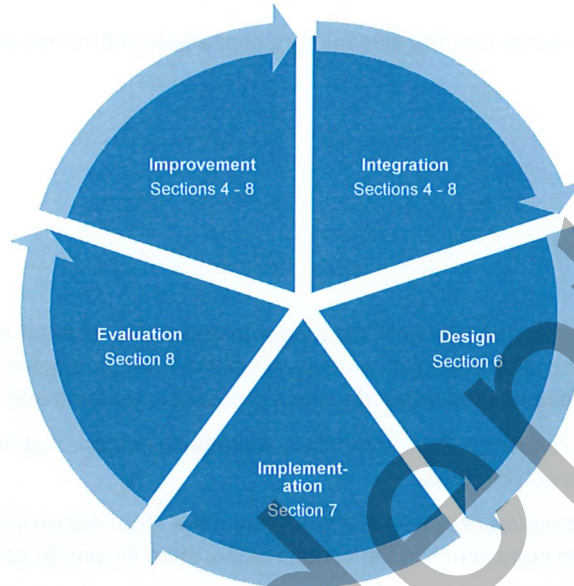 Improvement
Sections 4 - 8
Integration
Sections 4 - 8
Evaluation
Section 8
Design
Section 6
Implement-
ation
Section 7